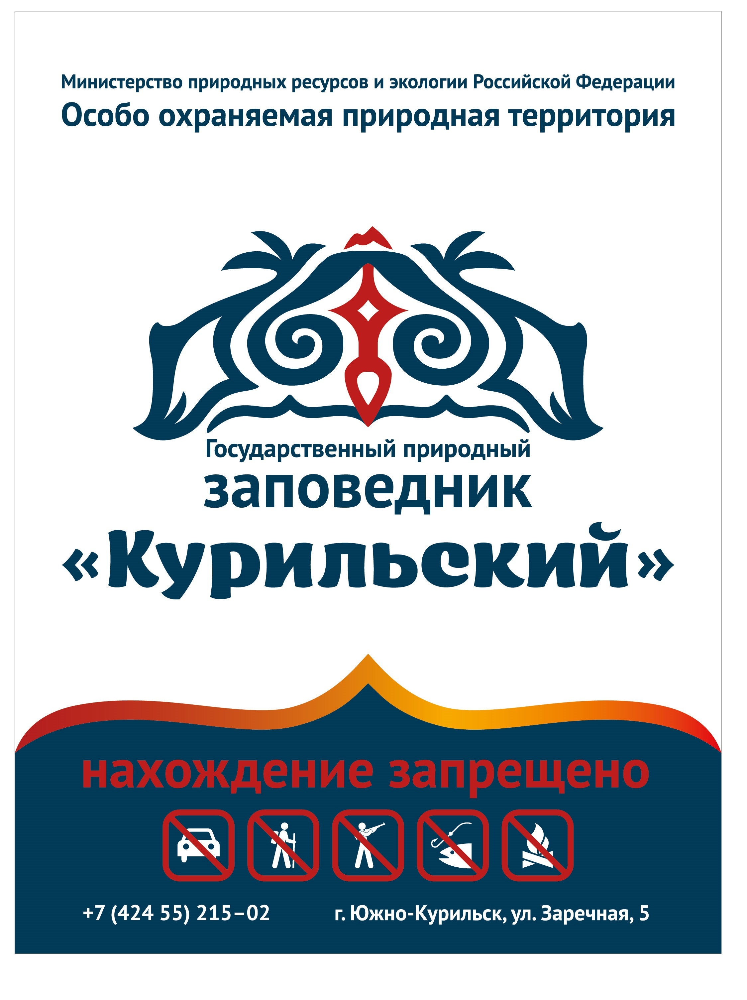 Министерство природных ресурсов и экологии Российской Федерации
Особо охраняемая природная территория
Государственный природный
заповедник
«Курильский»
нахождение запрещено
+7 (424 55) 215–02 г. Южно-Курильск, ул. Заречная, 5